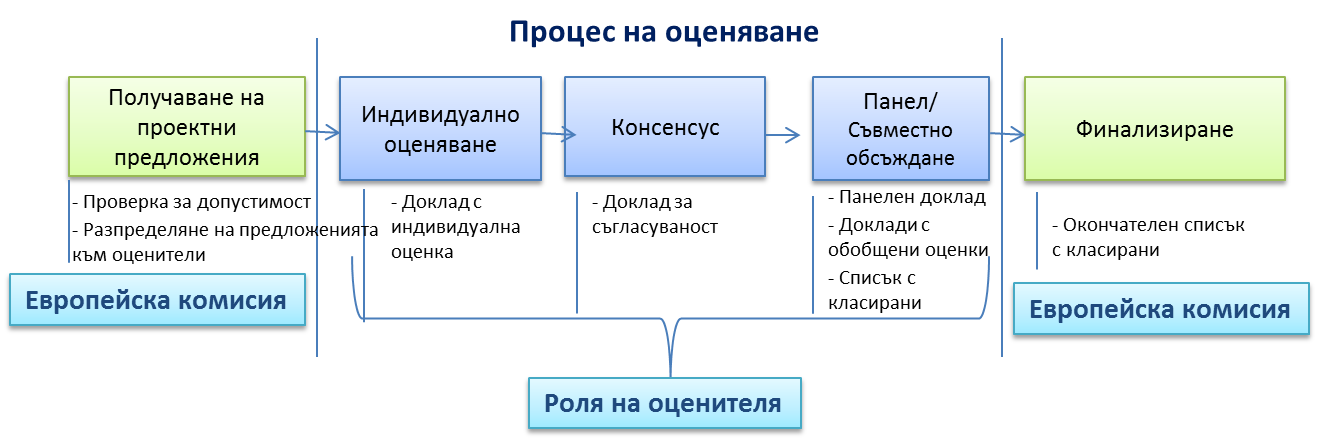 Процес на оценяване
Получаване на
проектни
предложения
Индивидуално
оценяване
Консенсус
Панел/
Съвместно
обсъждане
Финализиране
- Проверка за допустимост
- Разпределяне на предложенията
към оценители
- Доклад с
индивидуална
оценка
- Доклад за
съгласуваност
- Панелен доклад
- Доклади с
обобщени оценки
- Списък с
класирани
- Окончателен списък
с класирани
Европейска комисия
Европейска комисия
Роля на оценителя